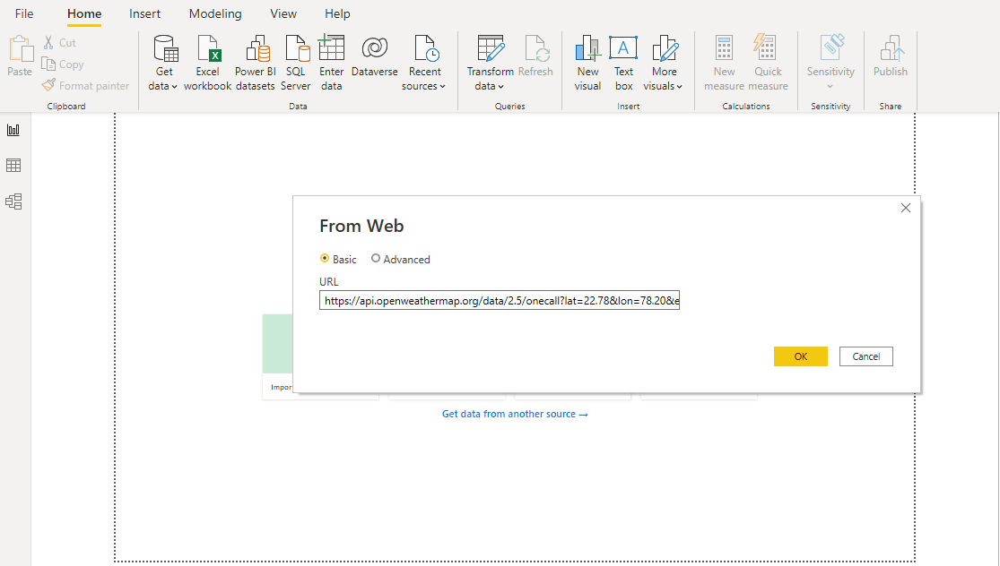 File Home Insert Modeling View Help
Paste
Cut
Copy
Format painter
Clipboard
Get data
Excel workbook
Power BI datasets
SQL Server
Enter data
Dataverse
Recent sources
Data
Transform data
Refresh
Queries
New visual
Text box
More visuals
Insert
New measure
Quick measure
Calculations
Sensitivity
Sensitivity
Publish
Share
From Web
Basic Advanced
URL
https://api.openweathermap.org/data/2.5/onecall?lat=22.78&lon=78.20&e
OK Cancel
Impor
Get data from another source →